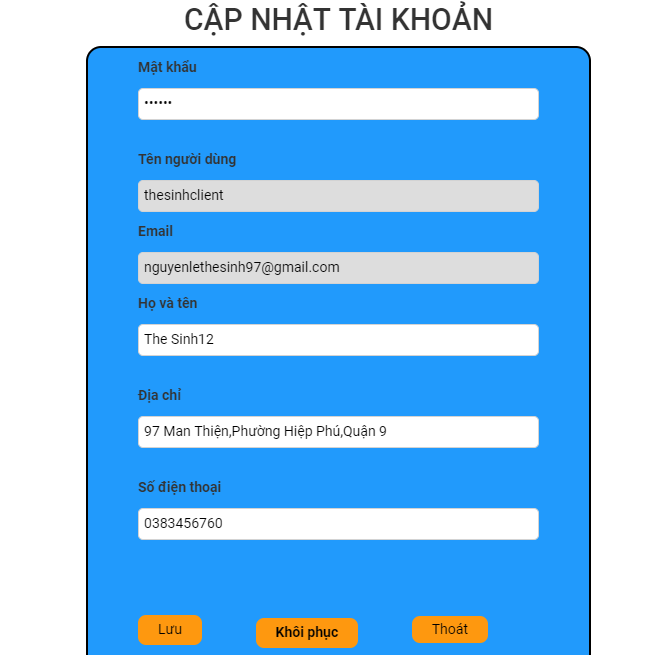 CẬP NHẬT TÀI KHOẢN
Mật khẩu
••••••
Tên người dùng
thesinhclient
Email
nguyenlethesinh97@gmail.com
Họ và tên
The Sinh12
Địa chỉ
97 Man Thiện,Phường Hiệp Phú,Quận 9
Số điện thoại
0383456760
Lưu Khôi phục Thoát